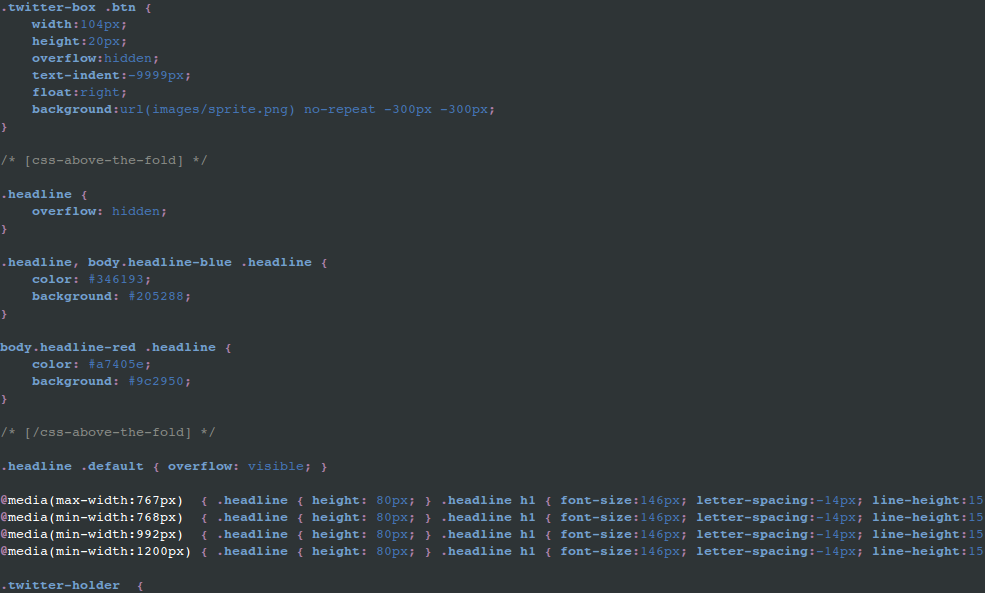 .twitter-box .btn {
    width:104px;
    height:20px;
    overflow:hidden;
    text-indent:-9999px;
    float:right;
    background:url(images/sprite.png) no-repeat -300px -300px;
}

/* [css-above-the-fold] */

.headline {
    overflow: hidden;
}

.headline, body.headline-blue .headline {
    color: #346193;
    background: #205288;
}

body.headline-red .headline {
    color: #a7405e;
    background: #9c2950;
}

/* [/css-above-the-fold] */

.headline .default { overflow: visible; }

@media(max-width:767px)  { .headline { height: 80px; } .headline h1 { font-size:146px; letter-spacing:-14px; line-height:15
@media(min-width:768px)  { .headline { height: 80px; } .headline h1 { font-size:146px; letter-spacing:-14px; line-height:15
@media(min-width:992px)  { .headline { height: 80px; } .headline h1 { font-size:146px; letter-spacing:-14px; line-height:15
@media(min-width:1200px) { .headline { height: 80px; } .headline h1 { font-size:146px; letter-spacing:-14px; line-height:15

.twitter-holder  {